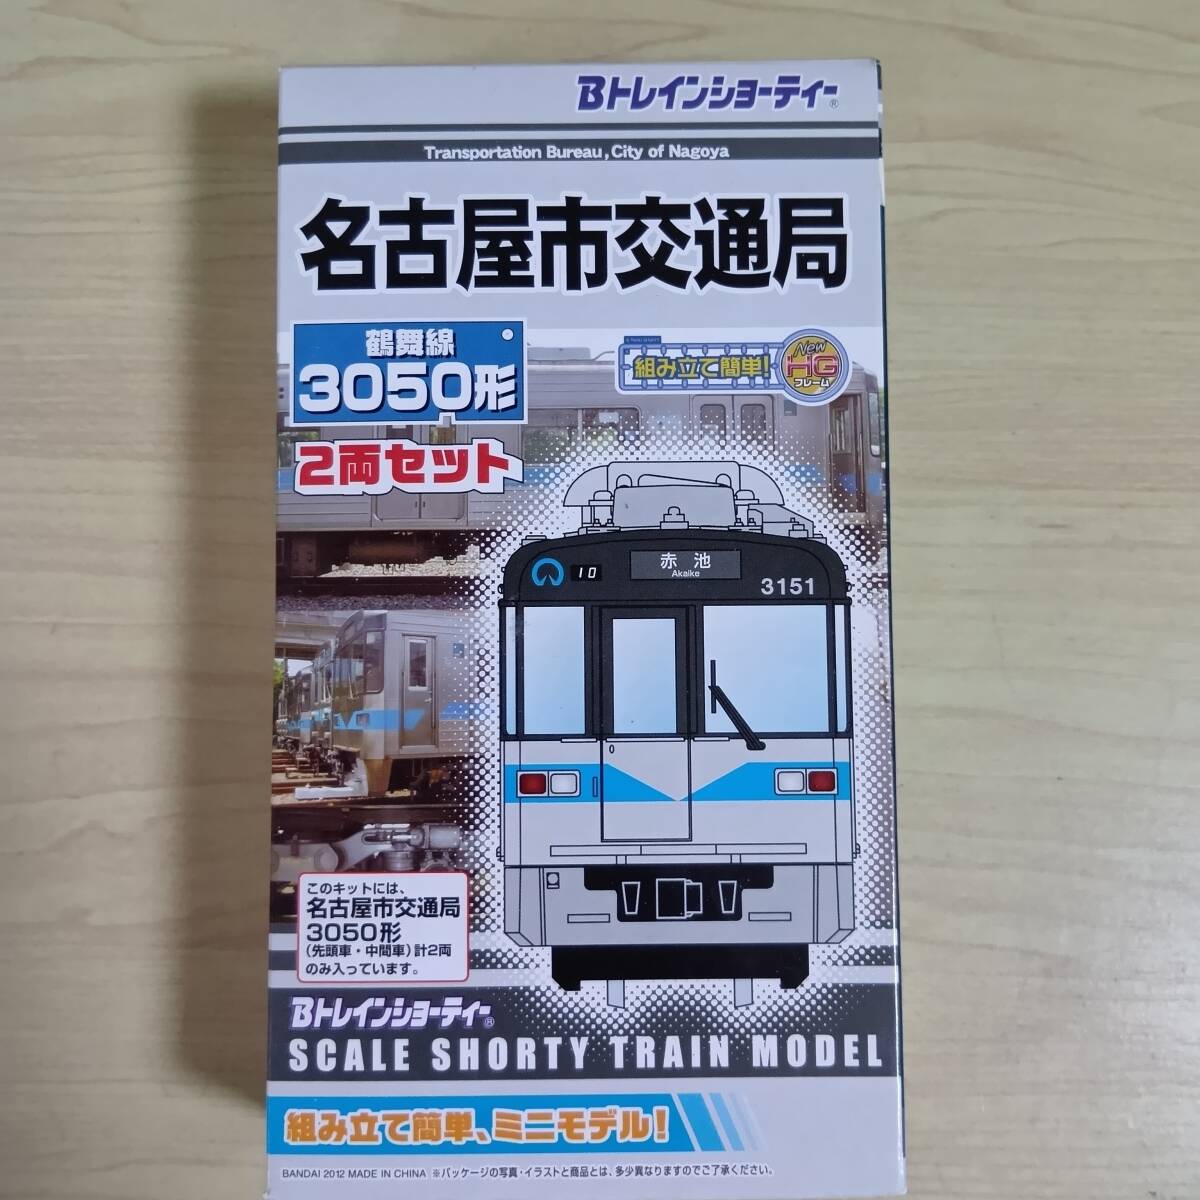 Bトレインショーティー®
Transportation Bureau, City of Nagoya
名古屋市交通局
鶴舞線
3050形
2両セット
組み立て簡単!
New
HG
フレーム
10
赤池
Akaike
3151
このキットには、
名古屋市交通局
3050形
(先頭車・中間車)計2両
のみ入っています。
Bトレインショーティー®
SCALE SHORTY TRAIN MODEL
組み立て簡単、ミニモデル!
BANDAI 2012 MADE IN CHINA ※パッケージの写真・イラストと商品とは、多少異なりますのでご了承ください。